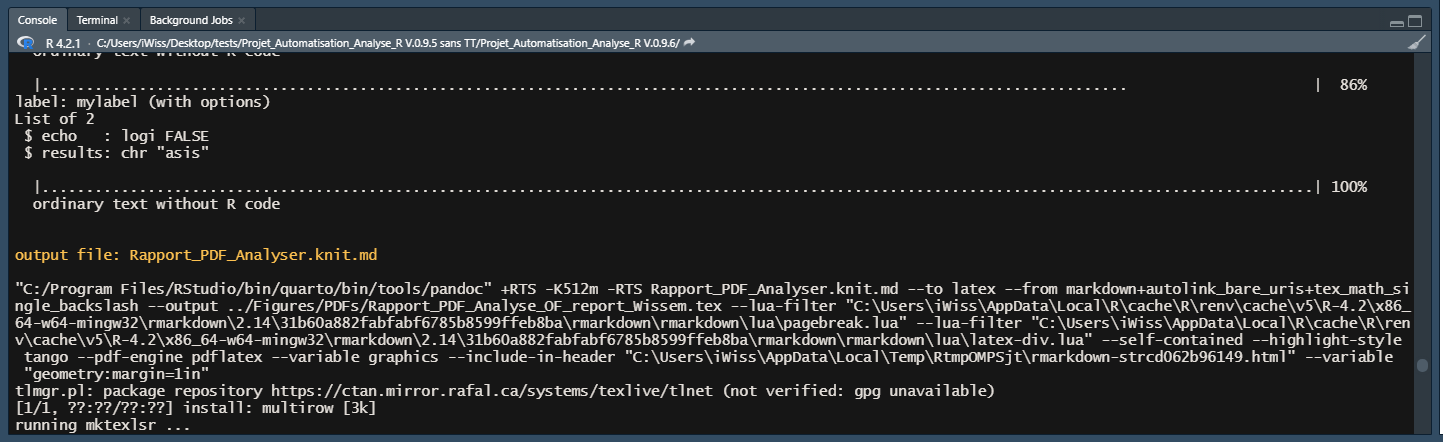 Console Terminal × Background Jobs ×
R 4.2.1 · C:/Users/iWiss/Desktop/tests/Projet_Automatisation_Analyse_R V.0.9.5 sans TT/Projet_Automatisation_Analyse_R V.0.9.6/
ordinary text without R code
|.............................................................................................................................. | 86%
label: mylabel (with options)
List of 2
$ echo : logi FALSE
$ results: chr "asis"
|...................................................................................................................................................| 100%
ordinary text without R code
output file: Rapport_PDF_Analyser.knit.md
"C:/Program Files/RStudio/bin/quarto/bin/tools/pandoc" +RTS -K512m -RTS Rapport_PDF_Analyser.knit.md --to latex --from markdown+autolink_bare_uris+tex_math_si
ngle_backslash --output ../Figures/PDFs/Rapport_PDF_Analyse_OF_report_Wissem.tex --lua-filter "C:\Users\iWiss\AppData\Local\R\cache\R\renv\cache\v5\R-4.2\x86_
64-w64-mingw32\rmarkdown\2.14\31b60a882fabfabf6785b8599ffeb8ba\rmarkdown\rmarkdown\lua\pagebreak.lua" --lua-filter "C:\Users\iWiss\AppData\Local\R\cache\R\ren
v\cache\v5\R-4.2\x86_64-w64-mingw32\rmarkdown\2.14\31b60a882fabfabf6785b8599ffeb8ba\rmarkdown\rmarkdown\lua\latex-div.lua" --self-contained --highlight-style
tango --pdf-engine pdflatex --variable graphics --include-in-header "C:\Users\iWiss\AppData\Local\Temp\RtmpOMPSjt\rmarkdown-strcd062b96149.html" --variable
"geometry:margin=1in"
tlmgr.pl: package repository https://ctan.mirror.rafal.ca/systems/texlive/tlnet (not verified: gpg unavailable)
[1/1, ??:??/??:??] install: multirow [3k]
running mktexlsr ...